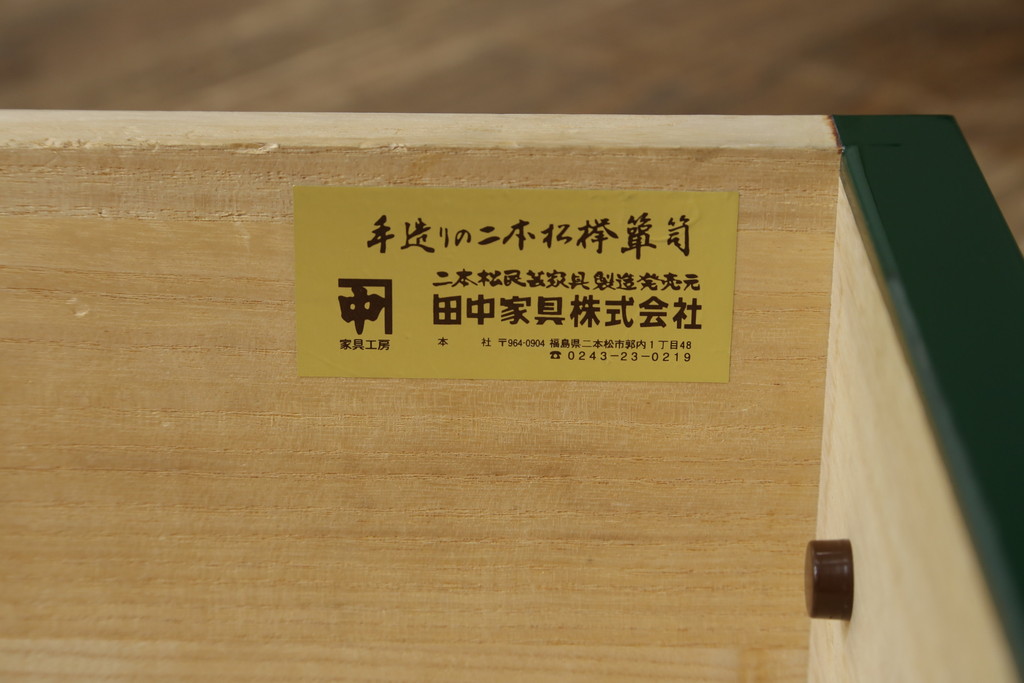 手造りの二本松欅簞笥
二本松民芸家具製造発売元
田中家具株式会社
中
家具工房
本 社 〒964-0904 福島県二本松市郭内1丁目48
☎ 0243-23-0219